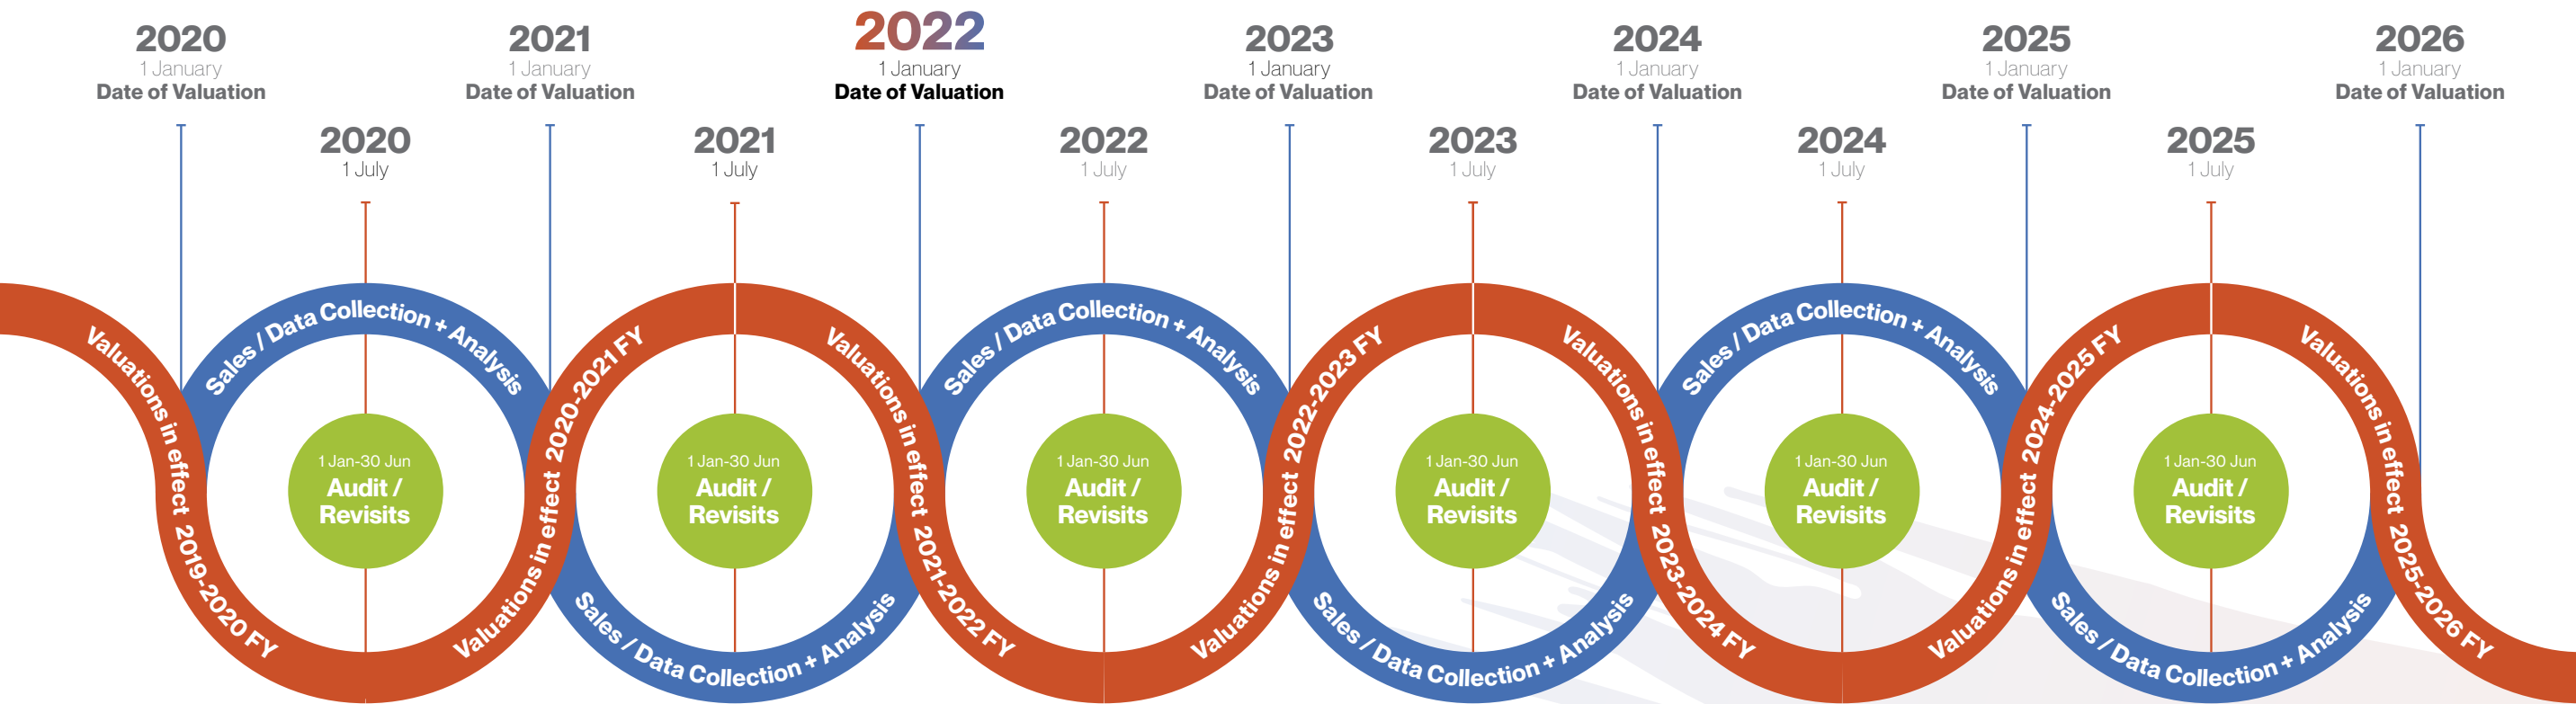 2020
1 January
Date of Valuation
2021
1 January
Date of Valuation
2022
1 January
Date of Valuation
2023
1 January
Date of Valuation
2024
1 January
Date of Valuation
2025
1 January
Date of Valuation
2026
1 January
Date of Valuation
2020
1 July
2021
1 July
2022
1 July
2023
1 July
2024
1 July
2025
1 July
Valuations in effect 2019-2020 FY
Sales / Data Collection + Analysis
1 Jan-30 Jun
Audit /
Revisits
Valuations in effect 2020-2021 FY
1 Jan-30 Jun
Audit /
Revisits
Sales / Data Collection + Analysis
Valuations in effect 2021-2022 FY
Sales / Data Collection + Analysis
1 Jan-30 Jun
Audit /
Revisits
Valuations in effect 2022-2023 FY
1 Jan-30 Jun
Audit /
Revisits
Sales / Data Collection + Analysis
Valuations in effect 2023-2024 FY
Sales / Data Collection + Analysis
1 Jan-30 Jun
Audit /
Revisits
Valuations in effect 2024-2025 FY
1 Jan-30 Jun
Audit /
Revisits
Sales / Data Collection + Analysis
Valuations in effect 2025-2026 FY